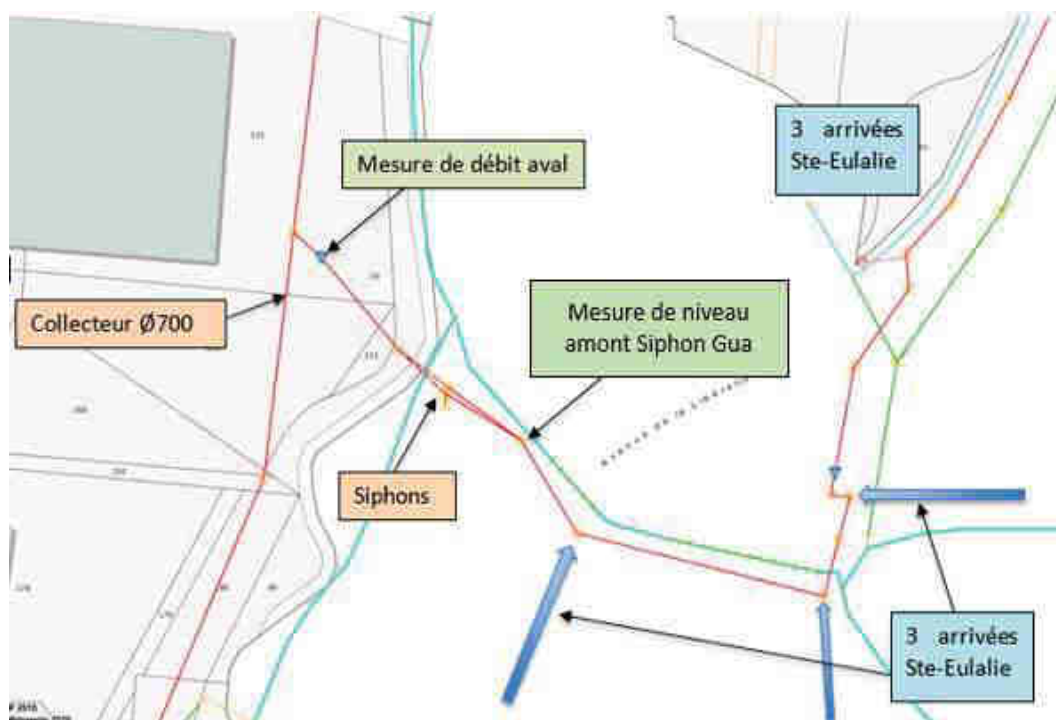 3 arrivées
Ste-Eulalie
Mesure de débit aval
Collecteur Ø700
Mesure de niveau
amont Siphon Gua
Siphons
3 arrivées
Ste-Eulalie